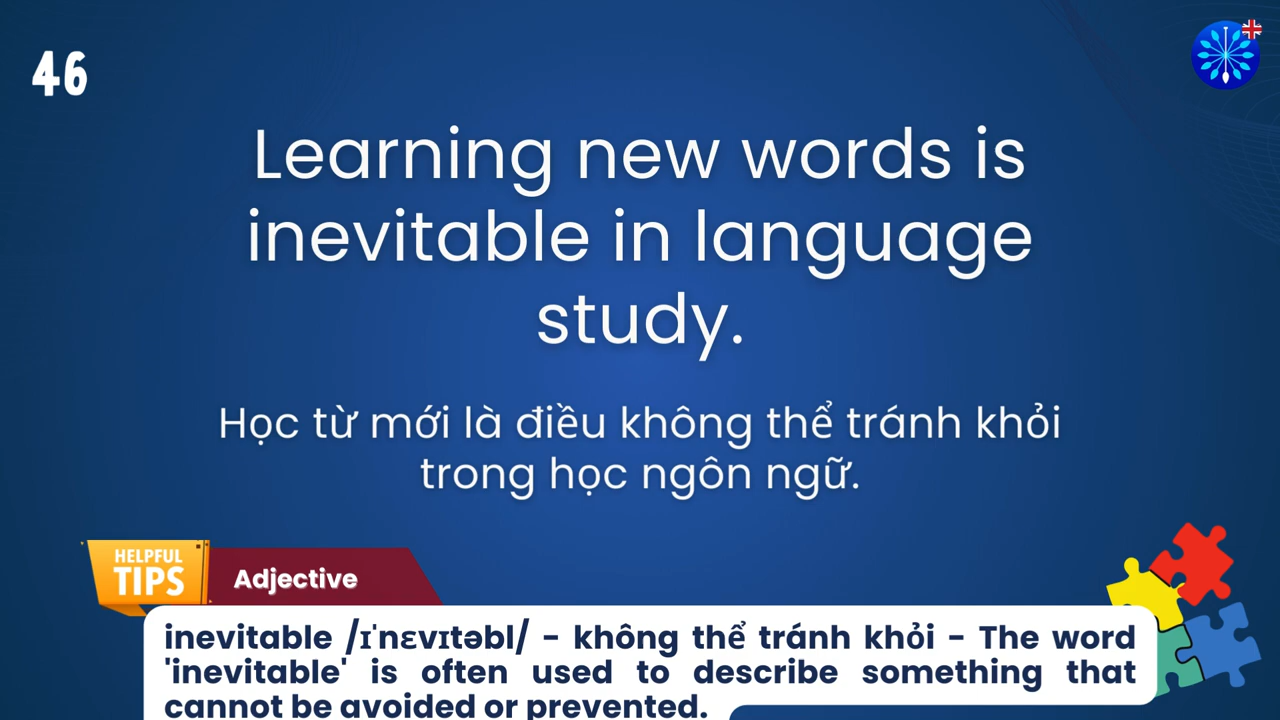 46
Learning new words is
inevitable in language
study.
Học từ mới là điều không thể tránh khỏi
trong học ngôn ngữ.
HELPFUL
TIPS
Adjective
inevitable /ɪˈnɛvɪtəbl/ - không thể tránh khỏi - The word
'inevitable' is often used to describe something that
cannot be avoided or prevented.